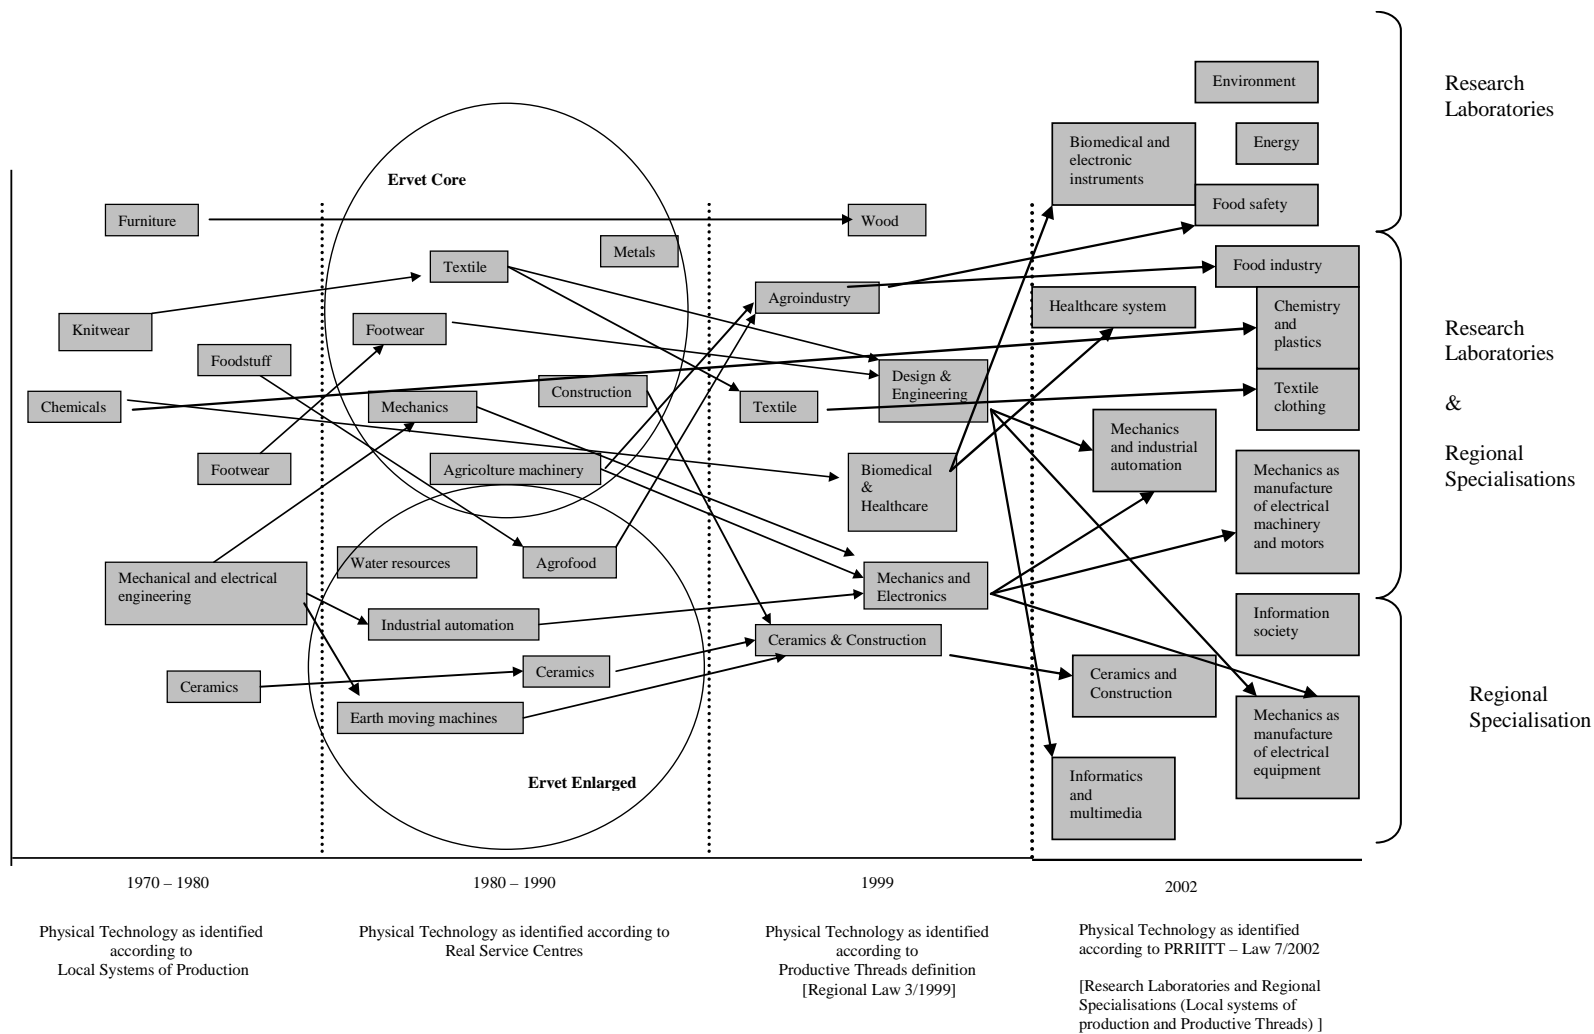 Environment
Research
Laboratories
Biomedical and
electronic
instruments
Energy
Ervet Core
Food safety
Furniture
Wood
Metals
Textile
Food industry
Agroindustry
Healthcare system
Chemistry
and
plastics
Knitwear
Footwear
Research
Laboratories
&
Regional
Specialisations
Foodstuff
Design &
Engineering
Construction
Textile
clothing
Chemicals
Mechanics
Textile
Mechanics
and industrial
automation
Footwear
Agricolture machinery
Biomedical
&
Healthcare
Mechanics as
manufacture
of electrical
machinery
and motors
Water resources
Agrofood
Mechanical and electrical
engineering
Mechanics and
Electronics
Industrial automation
Information
society
Ceramics & Construction
Ceramics
Ceramics
Ceramics and
Construction
Regional
Specialisation
Earth moving machines
Mechanics as
manufacture
of electrical
equipment
Ervet Enlarged
Informatics
and
multimedia
1970 – 1980
1980 – 1990
1999
2002
Physical Technology as identified
according to
Local Systems of Production
Physical Technology as identified according to
Real Service Centres
Physical Technology as identified
according to
Productive Threads definition
[Regional Law 3/1999]
Physical Technology as identified
according to PRRIITT – Law 7/2002
[Research Laboratories and Regional
Specialisations (Local systems of
production and Productive Threads) ]